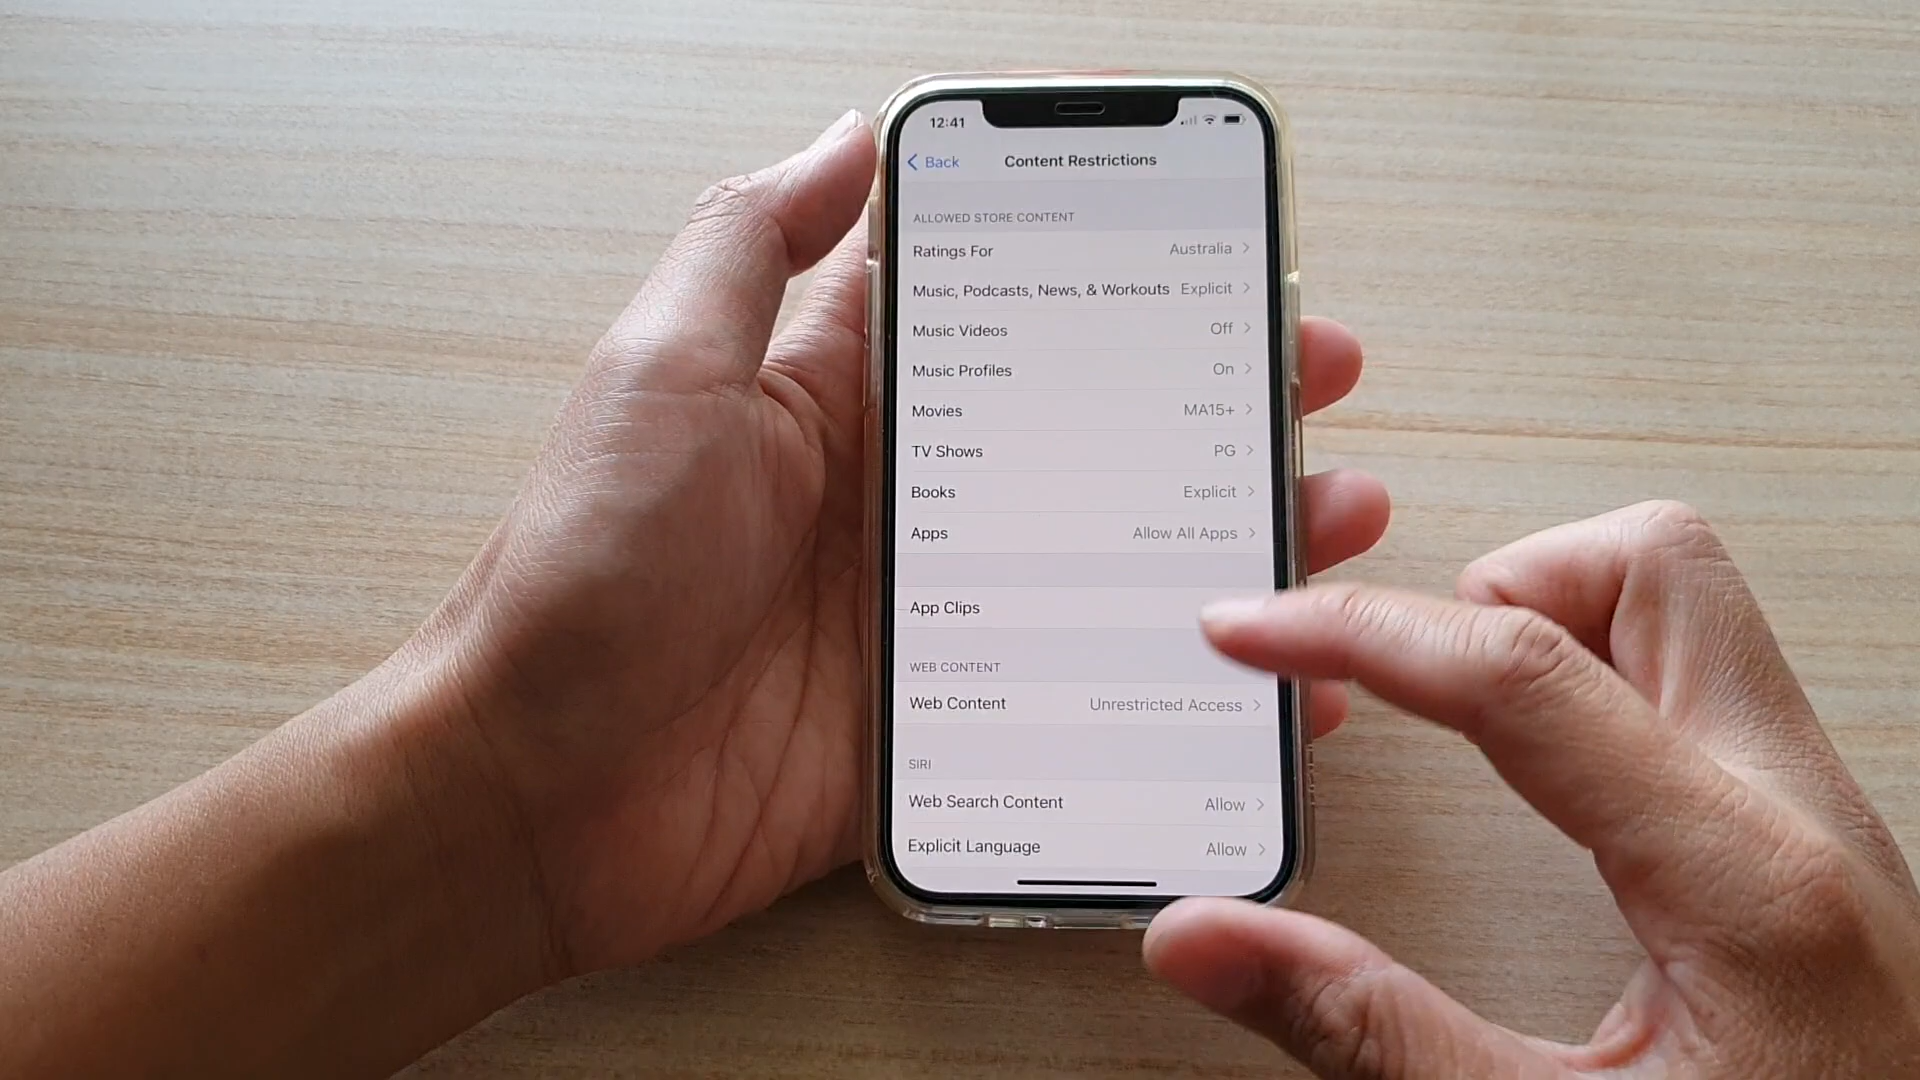 12:41
Back
Content Restrictions
ALLOWED STORE CONTENT
Ratings For Australia
Music, Podcasts, News, & Workouts Explicit
Music Videos Off
Music Profiles On
Movies MA15+
TV Shows PG
Books Explicit
Apps Allow All Apps
App Clips
WEB CONTENT
Web Content Unrestricted Access
SIRI
Web Search Content Allow
Explicit Language Allow